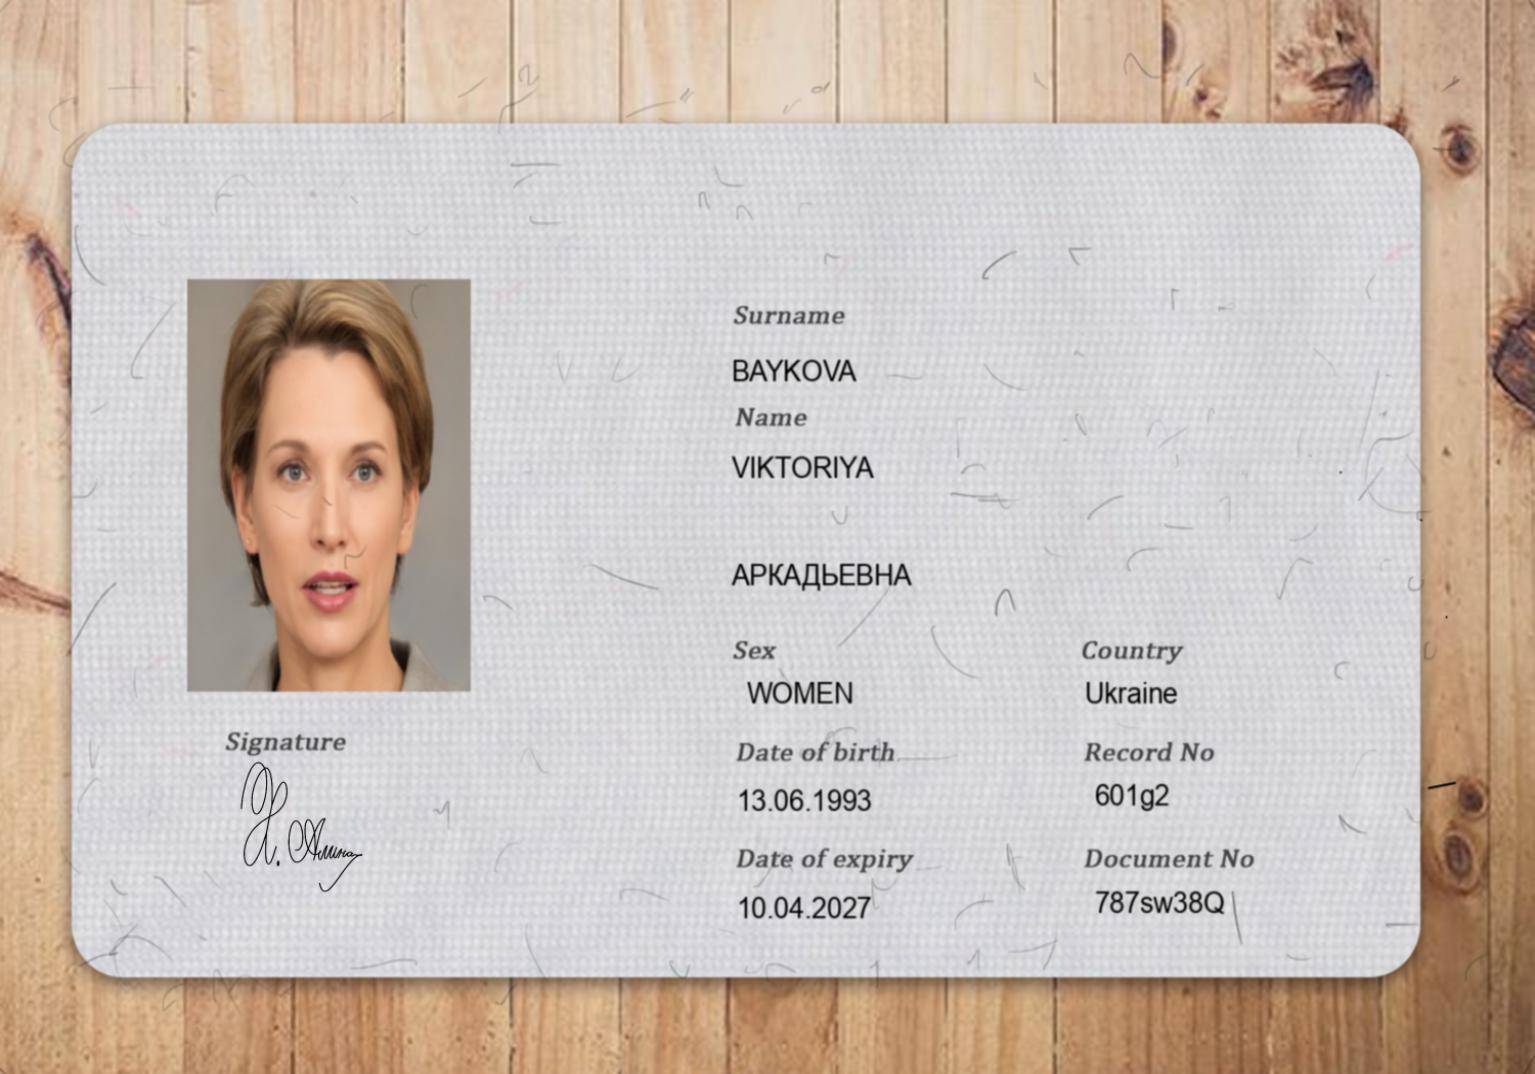 Surname
BAYKOVA
Name
VIKTORIYA
АРКАДЬЕВНА
Sex
WOMEN
Country
Ukraine
Date of birth
13.06.1993
Record No
601g2
Date of expiry
10.04.2027
Document No
787sw38Q
Signature